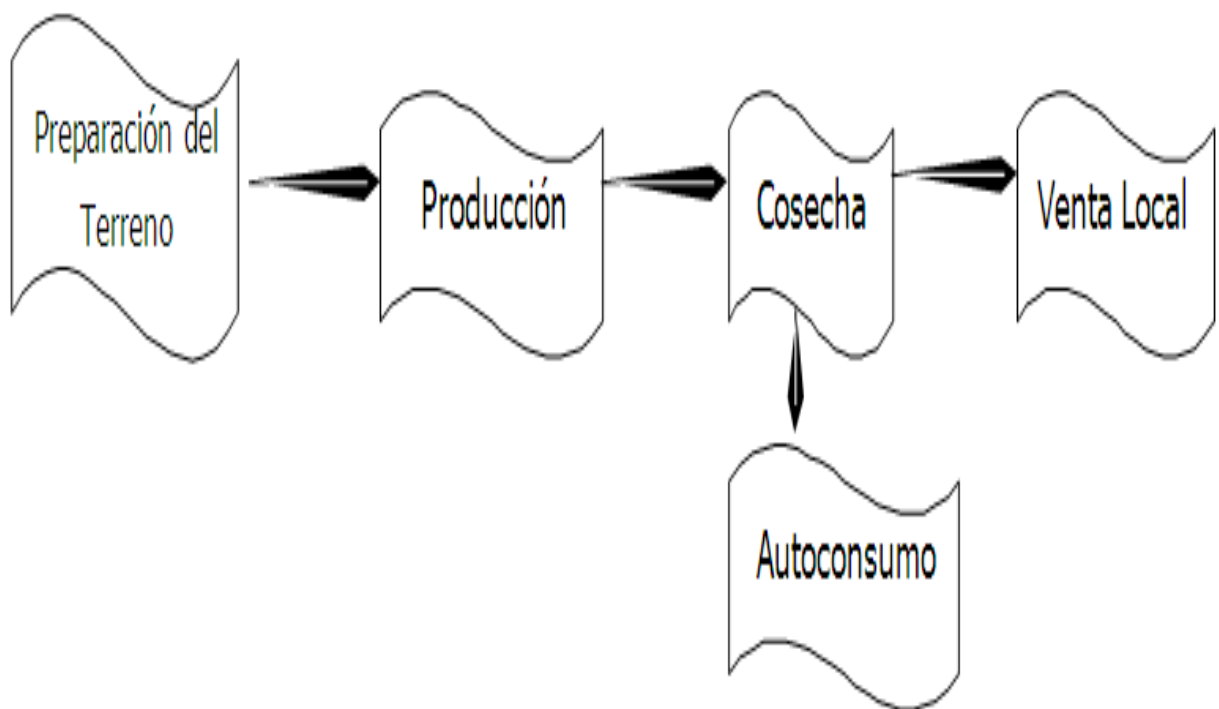 Preparación del
Terreno
Producción
Cosecha
Venta Local
Autoconsumo